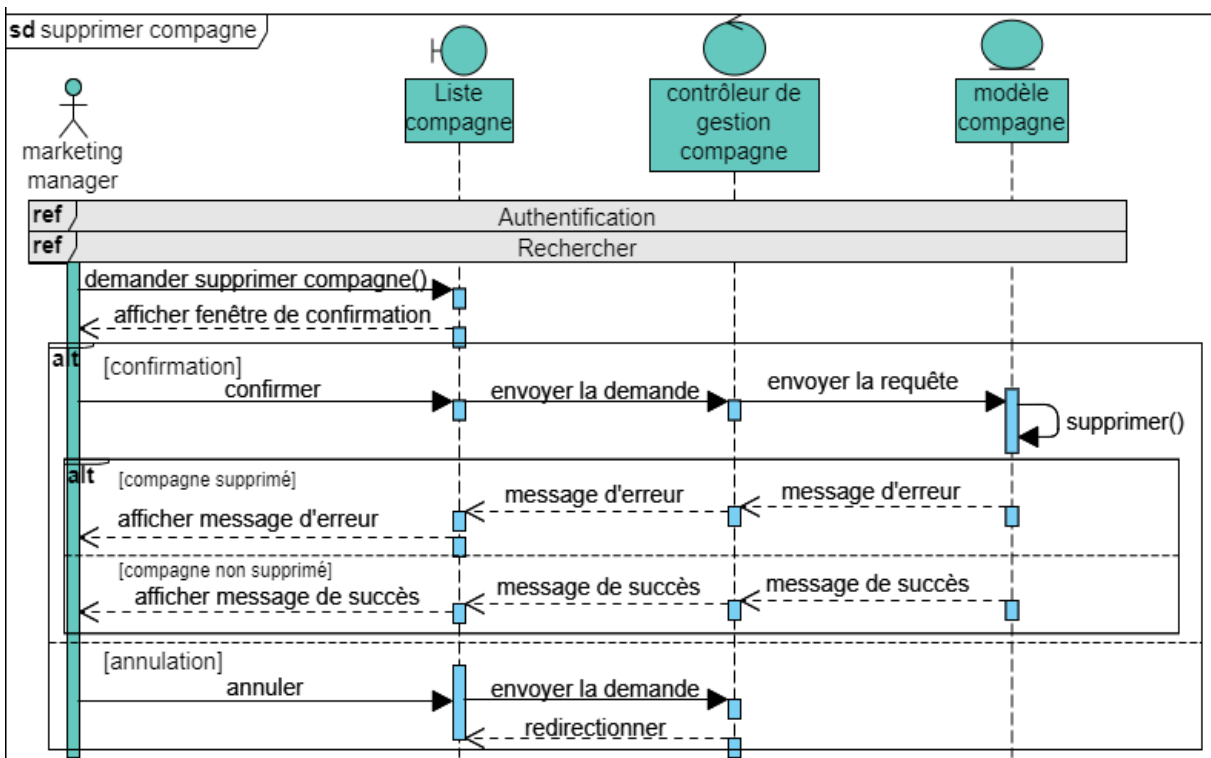 sd supprimer compagne
Liste
compagne
contrôleur de
gestion
compagne
modèle
compagne
marketing
manager
ref
Authentification
ref
Rechercher
demander supprimer compagne()
afficher fenêtre de confirmation
alt
[confirmation]
confirmer
envoyer la demande
envoyer la requête
supprimer()
alt
[compagne supprimé]
message d'erreur
message d'erreur
afficher message d'erreur
[compagne non supprimé]
afficher message de succès
message de succès
message de succès
[annulation]
annuler
envoyer la demande
redirectionner